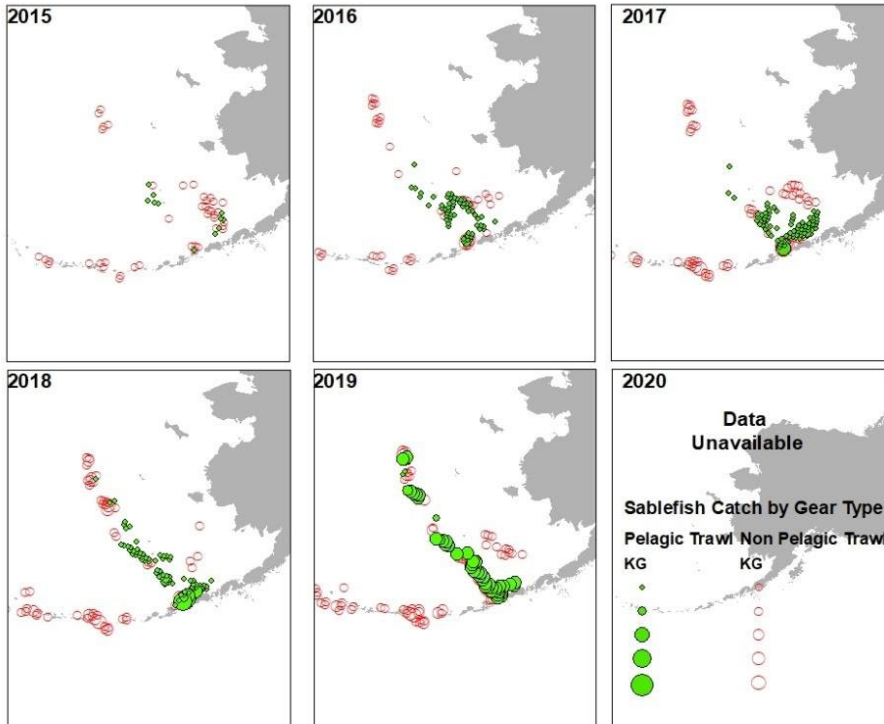 2015
2016
2017
2018
2019
2020
Data
Unavailable
Sablefish Catch by Gear Type
Pelagic Trawl Non Pelagic Trawl
KG KG